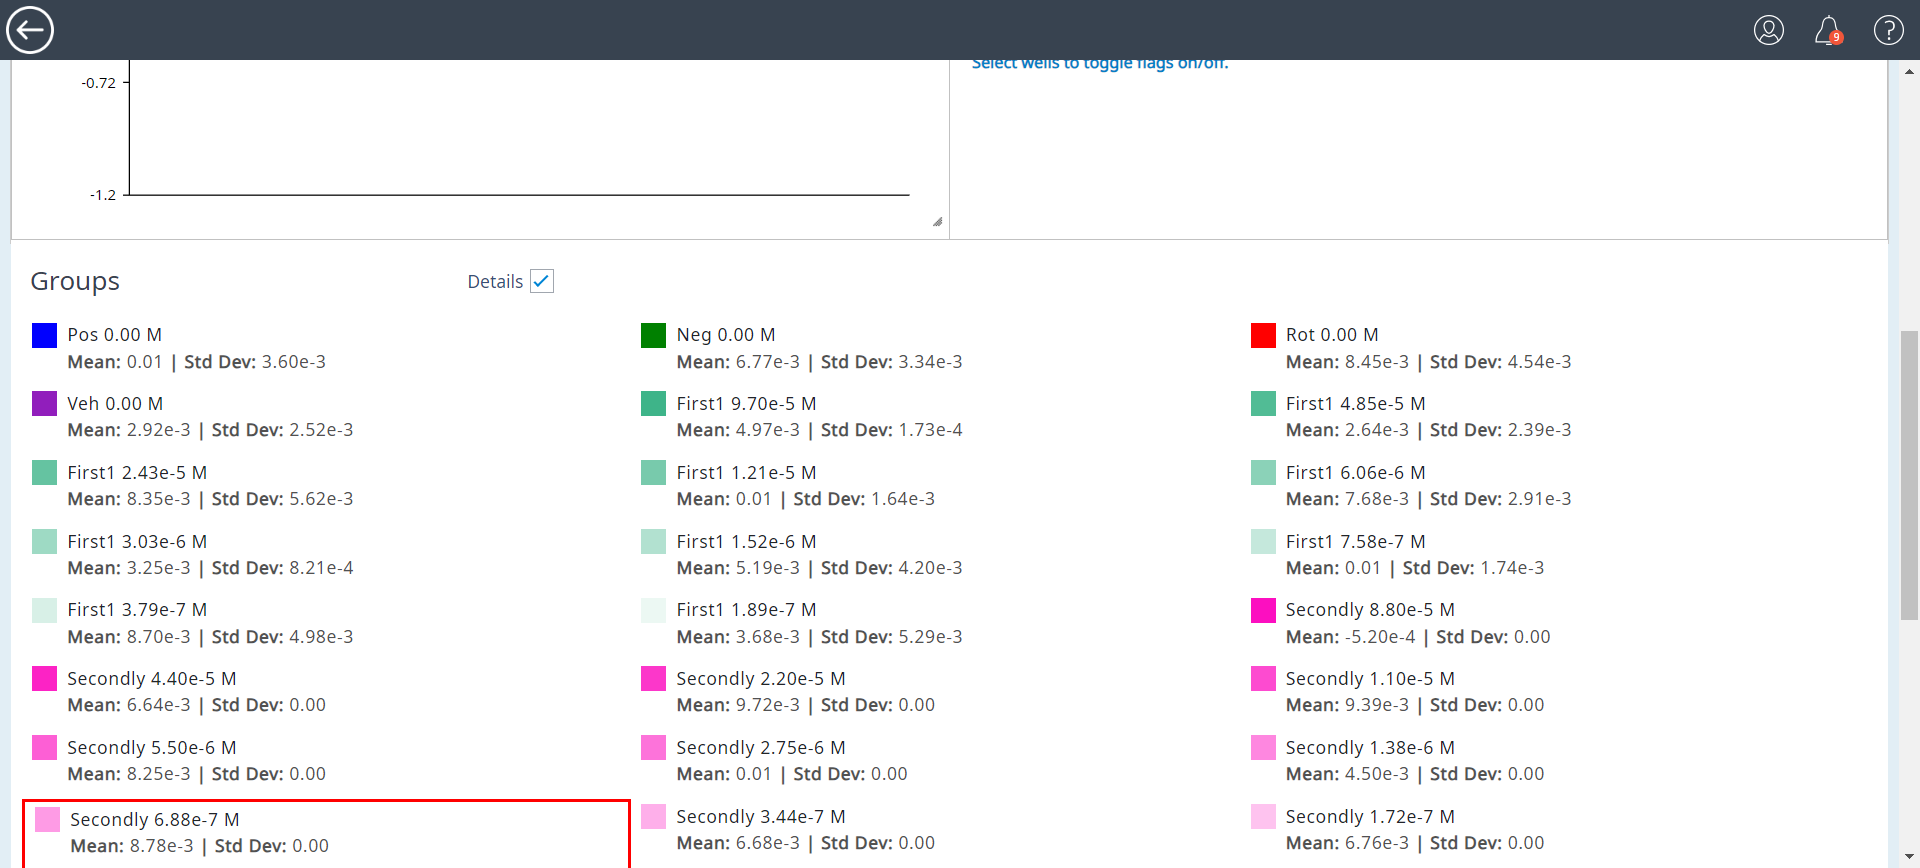 9
?
-0.72
-1.2
Select wells to toggle flags on/off.
Groups
Details
Pos 0.00 M
Mean: 0.01 | Std Dev: 3.60e-3
Neg 0.00 M
Mean: 6.77e-3 | Std Dev: 3.34e-3
Rot 0.00 M
Mean: 8.45e-3 | Std Dev: 4.54e-3
Veh 0.00 M
Mean: 2.92e-3 | Std Dev: 2.52e-3
First1 9.70e-5 M
Mean: 4.97e-3 | Std Dev: 1.73e-4
First1 4.85e-5 M
Mean: 2.64e-3 | Std Dev: 2.39e-3
First1 2.43e-5 M
Mean: 8.35e-3 | Std Dev: 5.62e-3
First1 1.21e-5 M
Mean: 0.01 | Std Dev: 1.64e-3
First1 6.06e-6 M
Mean: 7.68e-3 | Std Dev: 2.91e-3
First1 3.03e-6 M
Mean: 3.25e-3 | Std Dev: 8.21e-4
First1 1.52e-6 M
Mean: 5.19e-3 | Std Dev: 4.20e-3
First1 7.58e-7 M
Mean: 0.01 | Std Dev: 1.74e-3
First1 3.79e-7 M
Mean: 8.70e-3 | Std Dev: 4.98e-3
First1 1.89e-7 M
Mean: 3.68e-3 | Std Dev: 5.29e-3
Secondly 8.80e-5 M
Mean: -5.20e-4 | Std Dev: 0.00
Secondly 4.40e-5 M
Mean: 6.64e-3 | Std Dev: 0.00
Secondly 2.20e-5 M
Mean: 9.72e-3 | Std Dev: 0.00
Secondly 1.10e-5 M
Mean: 9.39e-3 | Std Dev: 0.00
Secondly 5.50e-6 M
Mean: 8.25e-3 | Std Dev: 0.00
Secondly 2.75e-6 M
Mean: 0.01 | Std Dev: 0.00
Secondly 1.38e-6 M
Mean: 4.50e-3 | Std Dev: 0.00
Secondly 6.88e-7 M
Mean: 8.78e-3 | Std Dev: 0.00
Secondly 3.44e-7 M
Mean: 6.68e-3 | Std Dev: 0.00
Secondly 1.72e-7 M
Mean: 6.76e-3 | Std Dev: 0.00